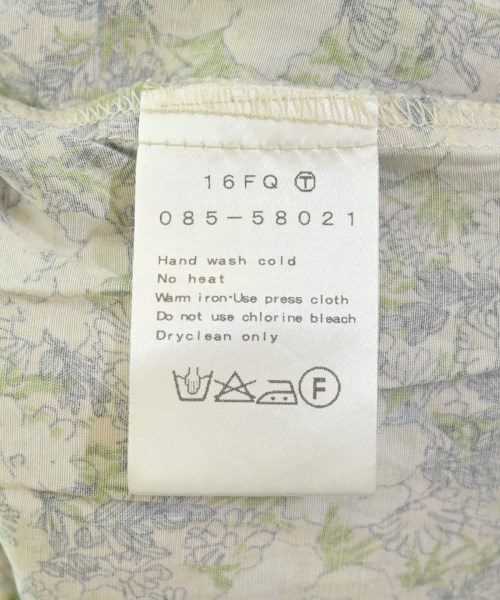 16FQ Ⓣ
085-58021
Hand wash cold
No heat
Warm iron・Use press cloth
Do not use chlorine bleach
Dryclean only
F